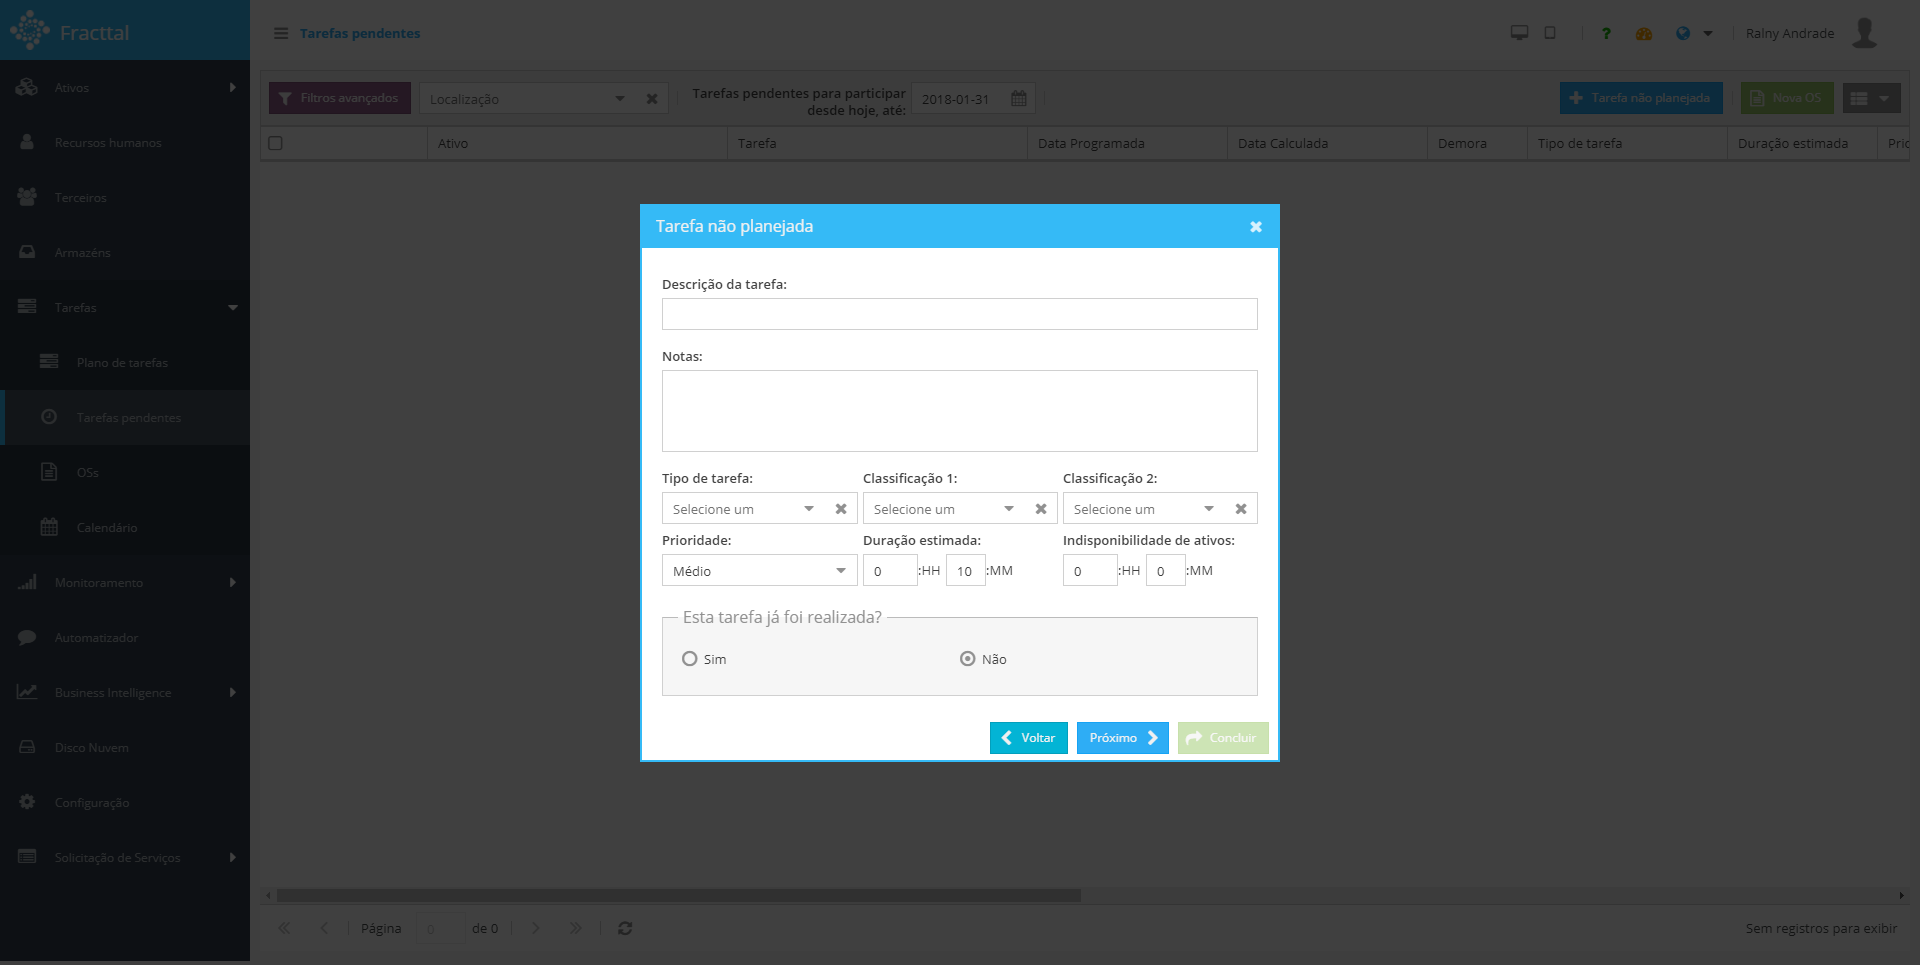 Fracttal
Tarefas pendentes
?
Rainy Andrade
Ativos
Recursos humanos
Terceiros
Armazéns
Tarefas
Plano de tarefas
Tarefas pendentes
OSs
Calendário
Monitoramento
Automatizador
Business Intelligence
Disco Nuvem
Configuração
Solicitação de Serviços
Filtros avançados
Localização
Tarefas pendentes para participar
desde hoje, até:
2018-01-31
Tarefa não planejada
Nova OS
Ativo
Tarefa
Data Programada
Data Calculada
Demora
Tipo de tarefa
Duração estimada
Pric
Tarefa não planejada
Descrição da tarefa:
Notas:
Tipo de tarefa: Classificação 1: Classificação 2:
Selecione um Selecione um Selecione um
Prioridade: Duração estimada: Indisponibilidade de ativos:
Médio 0 :HH 10 :MM 0 :HH 0 :MM
Esta tarefa já foi realizada?
Sim Não
Voltar Próximo Concluir
Página 0 de 0
Sem registros para exibir